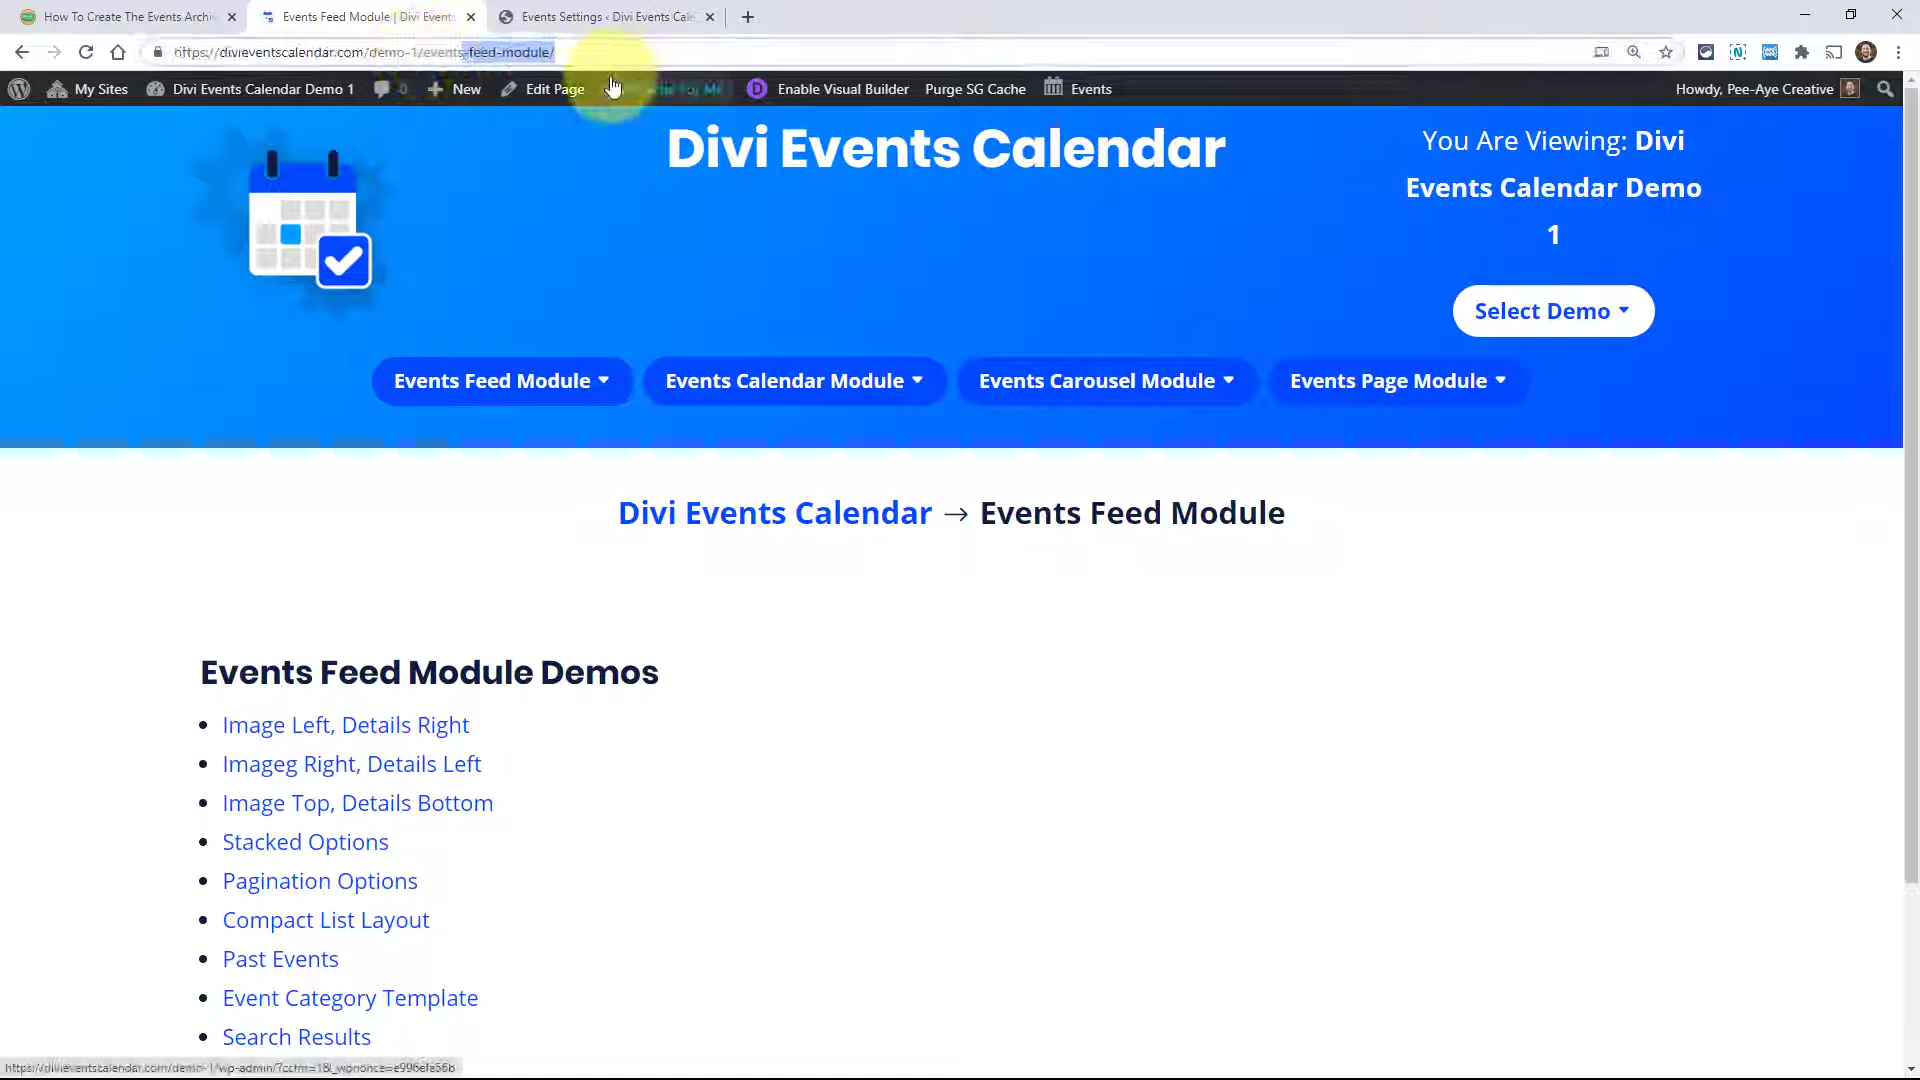 How To Create The Events Archi
Events Feed Module | Divi Events
Events Settings ‹ Divi Events Cale
https://divieventscalendar.com/demo-1/events-feed-module/
My Sites
Divi Events Calendar Demo 1
0
New
Edit Page
Enable Visual Builder
Purge SG Cache
Events
Howdy, Pee-Aye Creative
Divi Events Calendar
You Are Viewing: Divi
Events Calendar Demo
1
Select Demo
Events Feed Module
Events Calendar Module
Events Carousel Module
Events Page Module
Divi Events Calendar → Events Feed Module
Events Feed Module Demos
Image Left, Details Right
Imageg Right, Details Left
Image Top, Details Bottom
Stacked Options
Pagination Options
Compact List Layout
Past Events
Event Category Template
Search Results